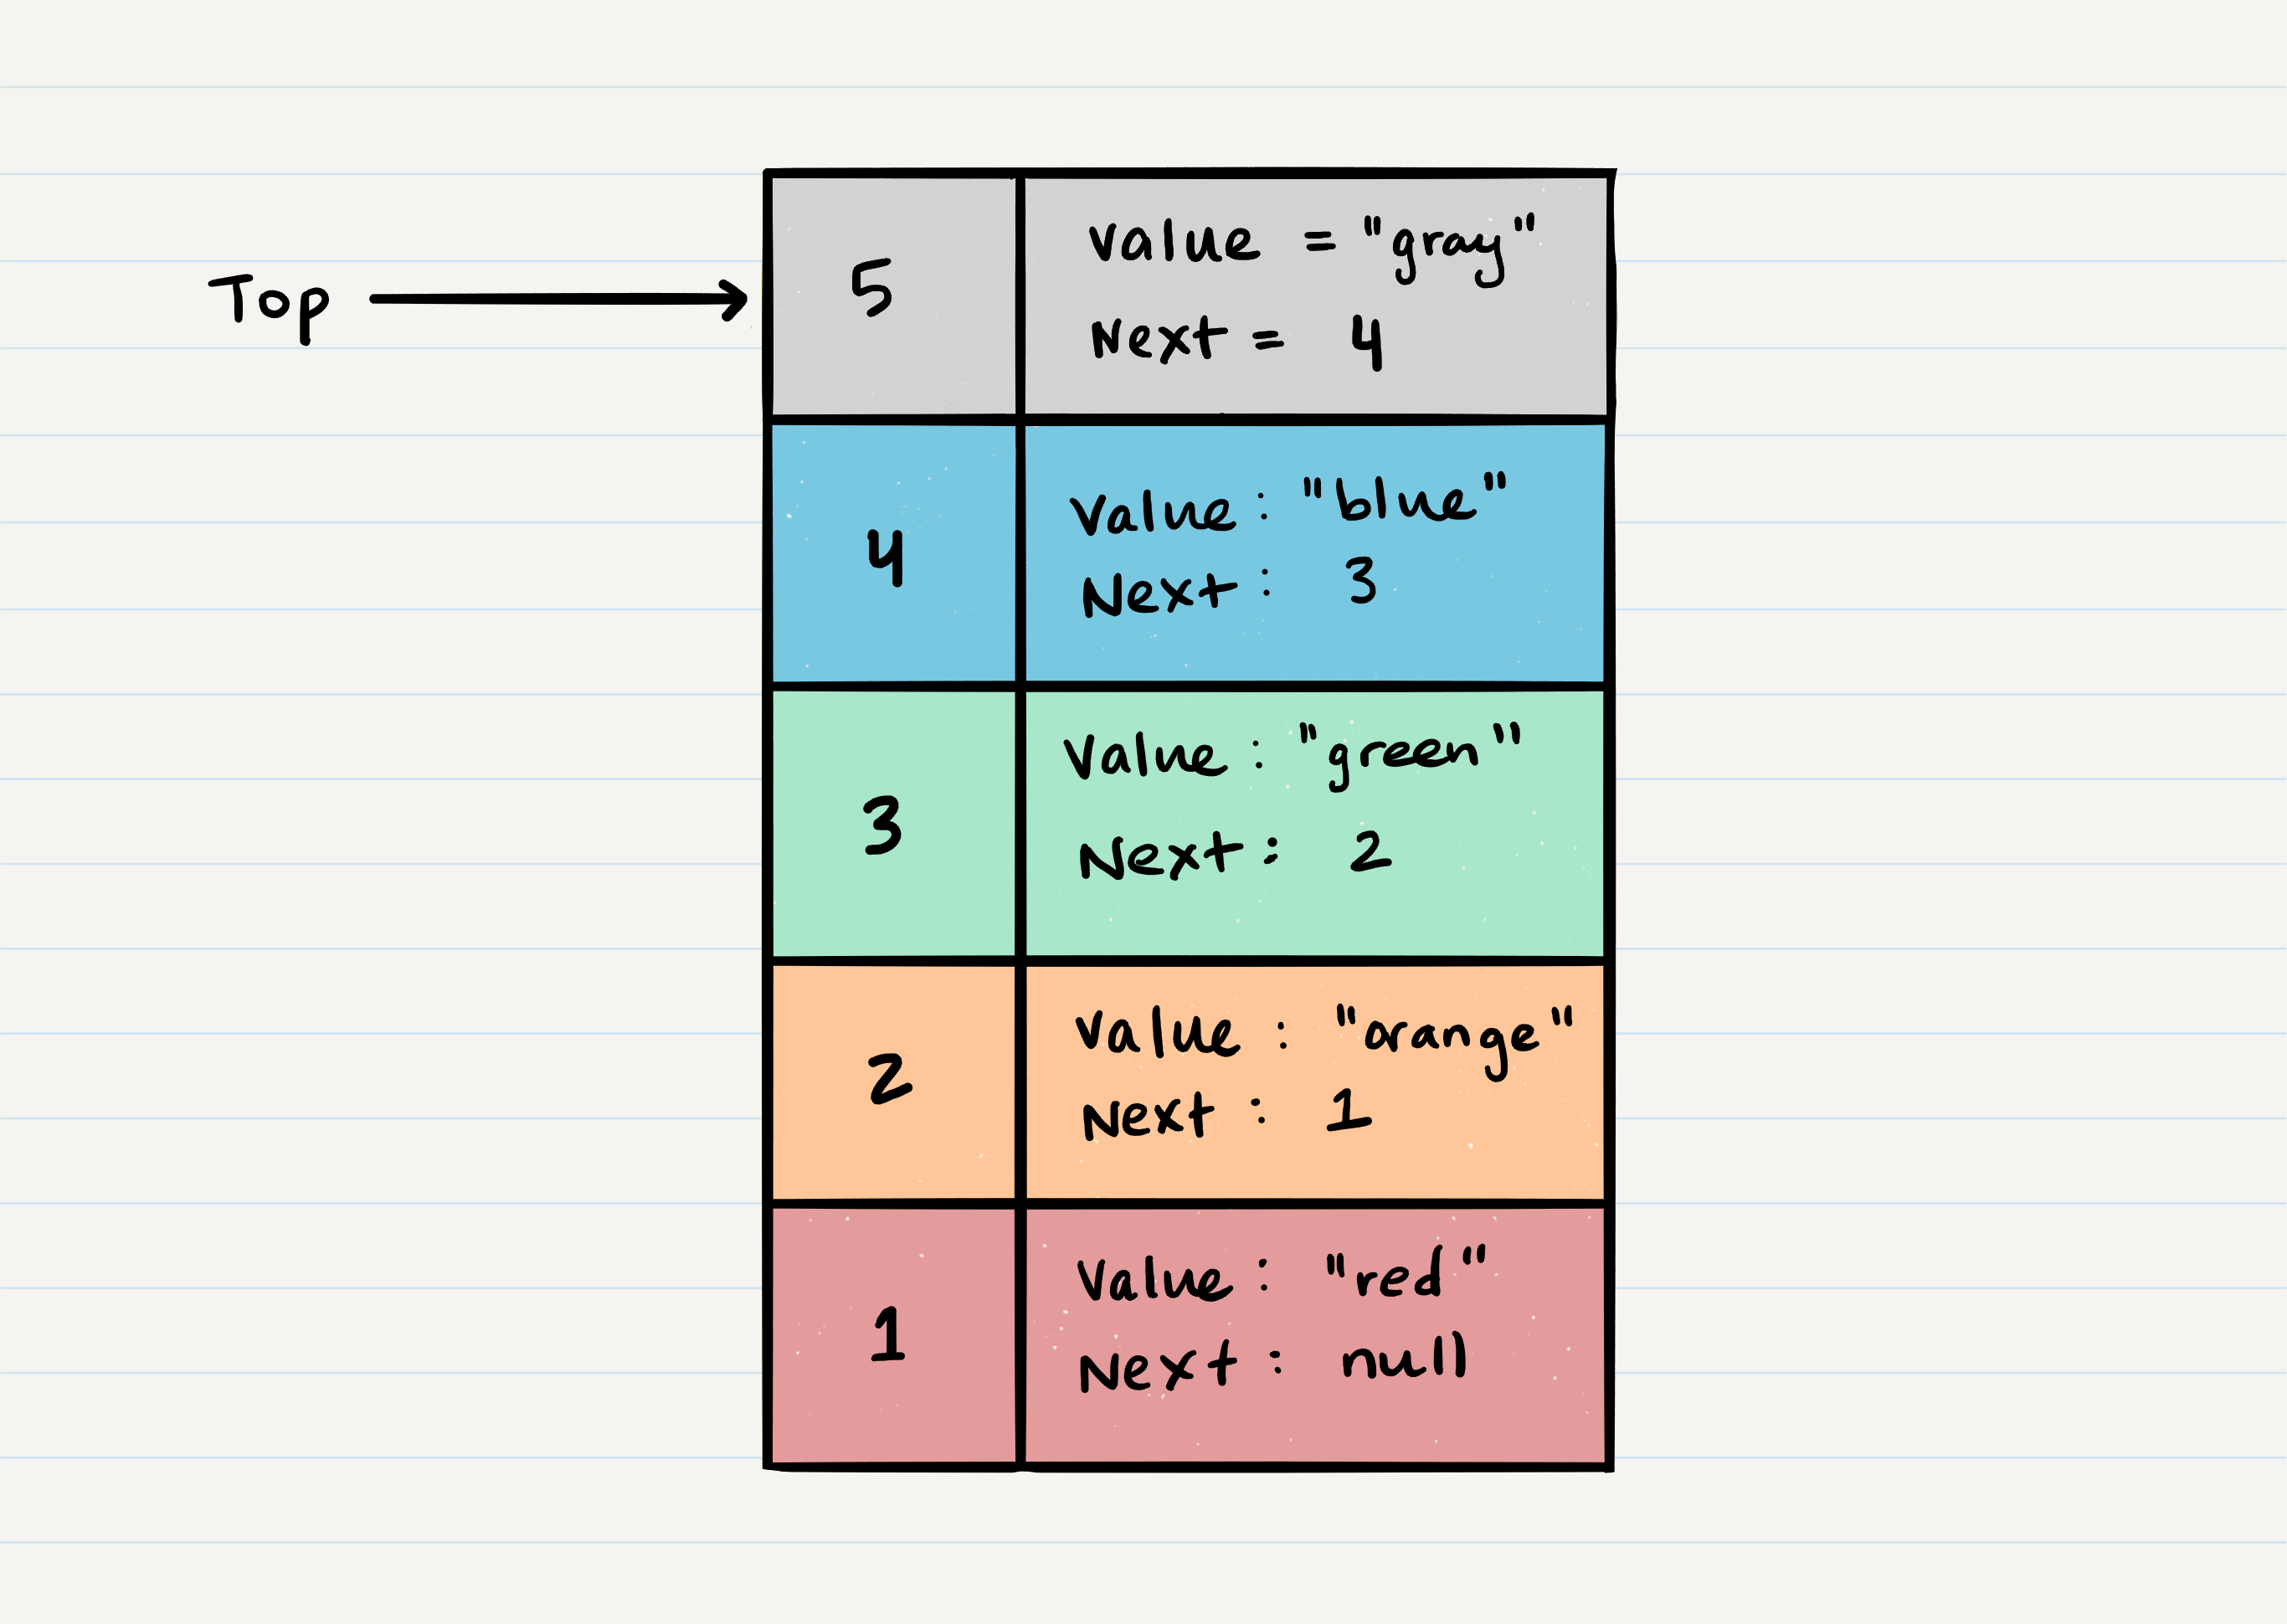 Top
5
Value = "gray"
Next = 4
4
Value : "blue"
Next : 3
3
Value : "green"
Next : 2
2
Value : "orange"
Next : 1
1
Value : "red"
Next : null